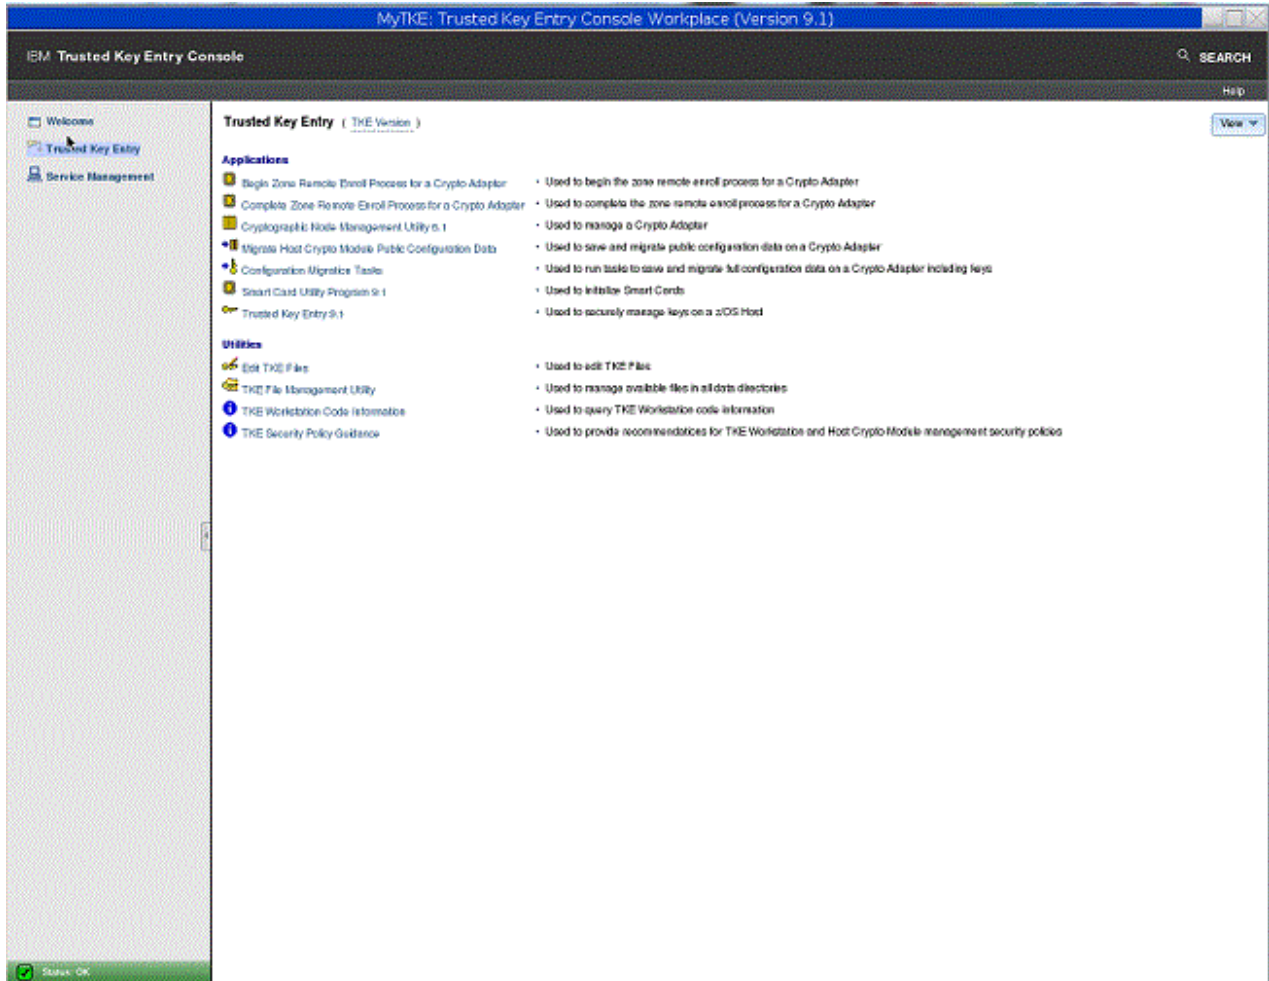 MyTKE: Trusted Key Entry Console Workplace (Version 9.1)
IBM Trusted Key Entry Console
SEARCH
Help
Welcome
Trusted Key Entry
Service Management
Trusted Key Entry ( TKE Version )
View
Applications
Begin Zone Remote Enroll Process for a Crypto Adapter • Used to begin the zone remote enroll process for a Crypto Adapter
Complete Zone Remote Enroll Process for a Crypto Adapter • Used to complete the zone remote enroll process for a Crypto Adapter
Cryptographic Node Management Utility 5.1 • Used to manage a Crypto Adapter
Migrate Host Crypto Module Public Configuration Data • Used to save and migrate public configuration data on a Crypto Adapter
Configuration Migration Tasks • Used to run tasks to save and migrate full configuration data on a Crypto Adapter including keys
Smart Card Utility Program 9.1 • Used to initialize Smart Cards
Trusted Key Entry 9.1 • Used to securely manage keys on a z/OS Host
Utilities
Edit TKE Files • Used to edit TKE Files
TKE File Management Utility • Used to manage available files in all data directories
TKE Workstation Code Information • Used to query TKE Workstation code information
TKE Security Policy Guidance • Used to provide recommendations for TKE Workstation and Host Crypto Module management security policies
Status: OK